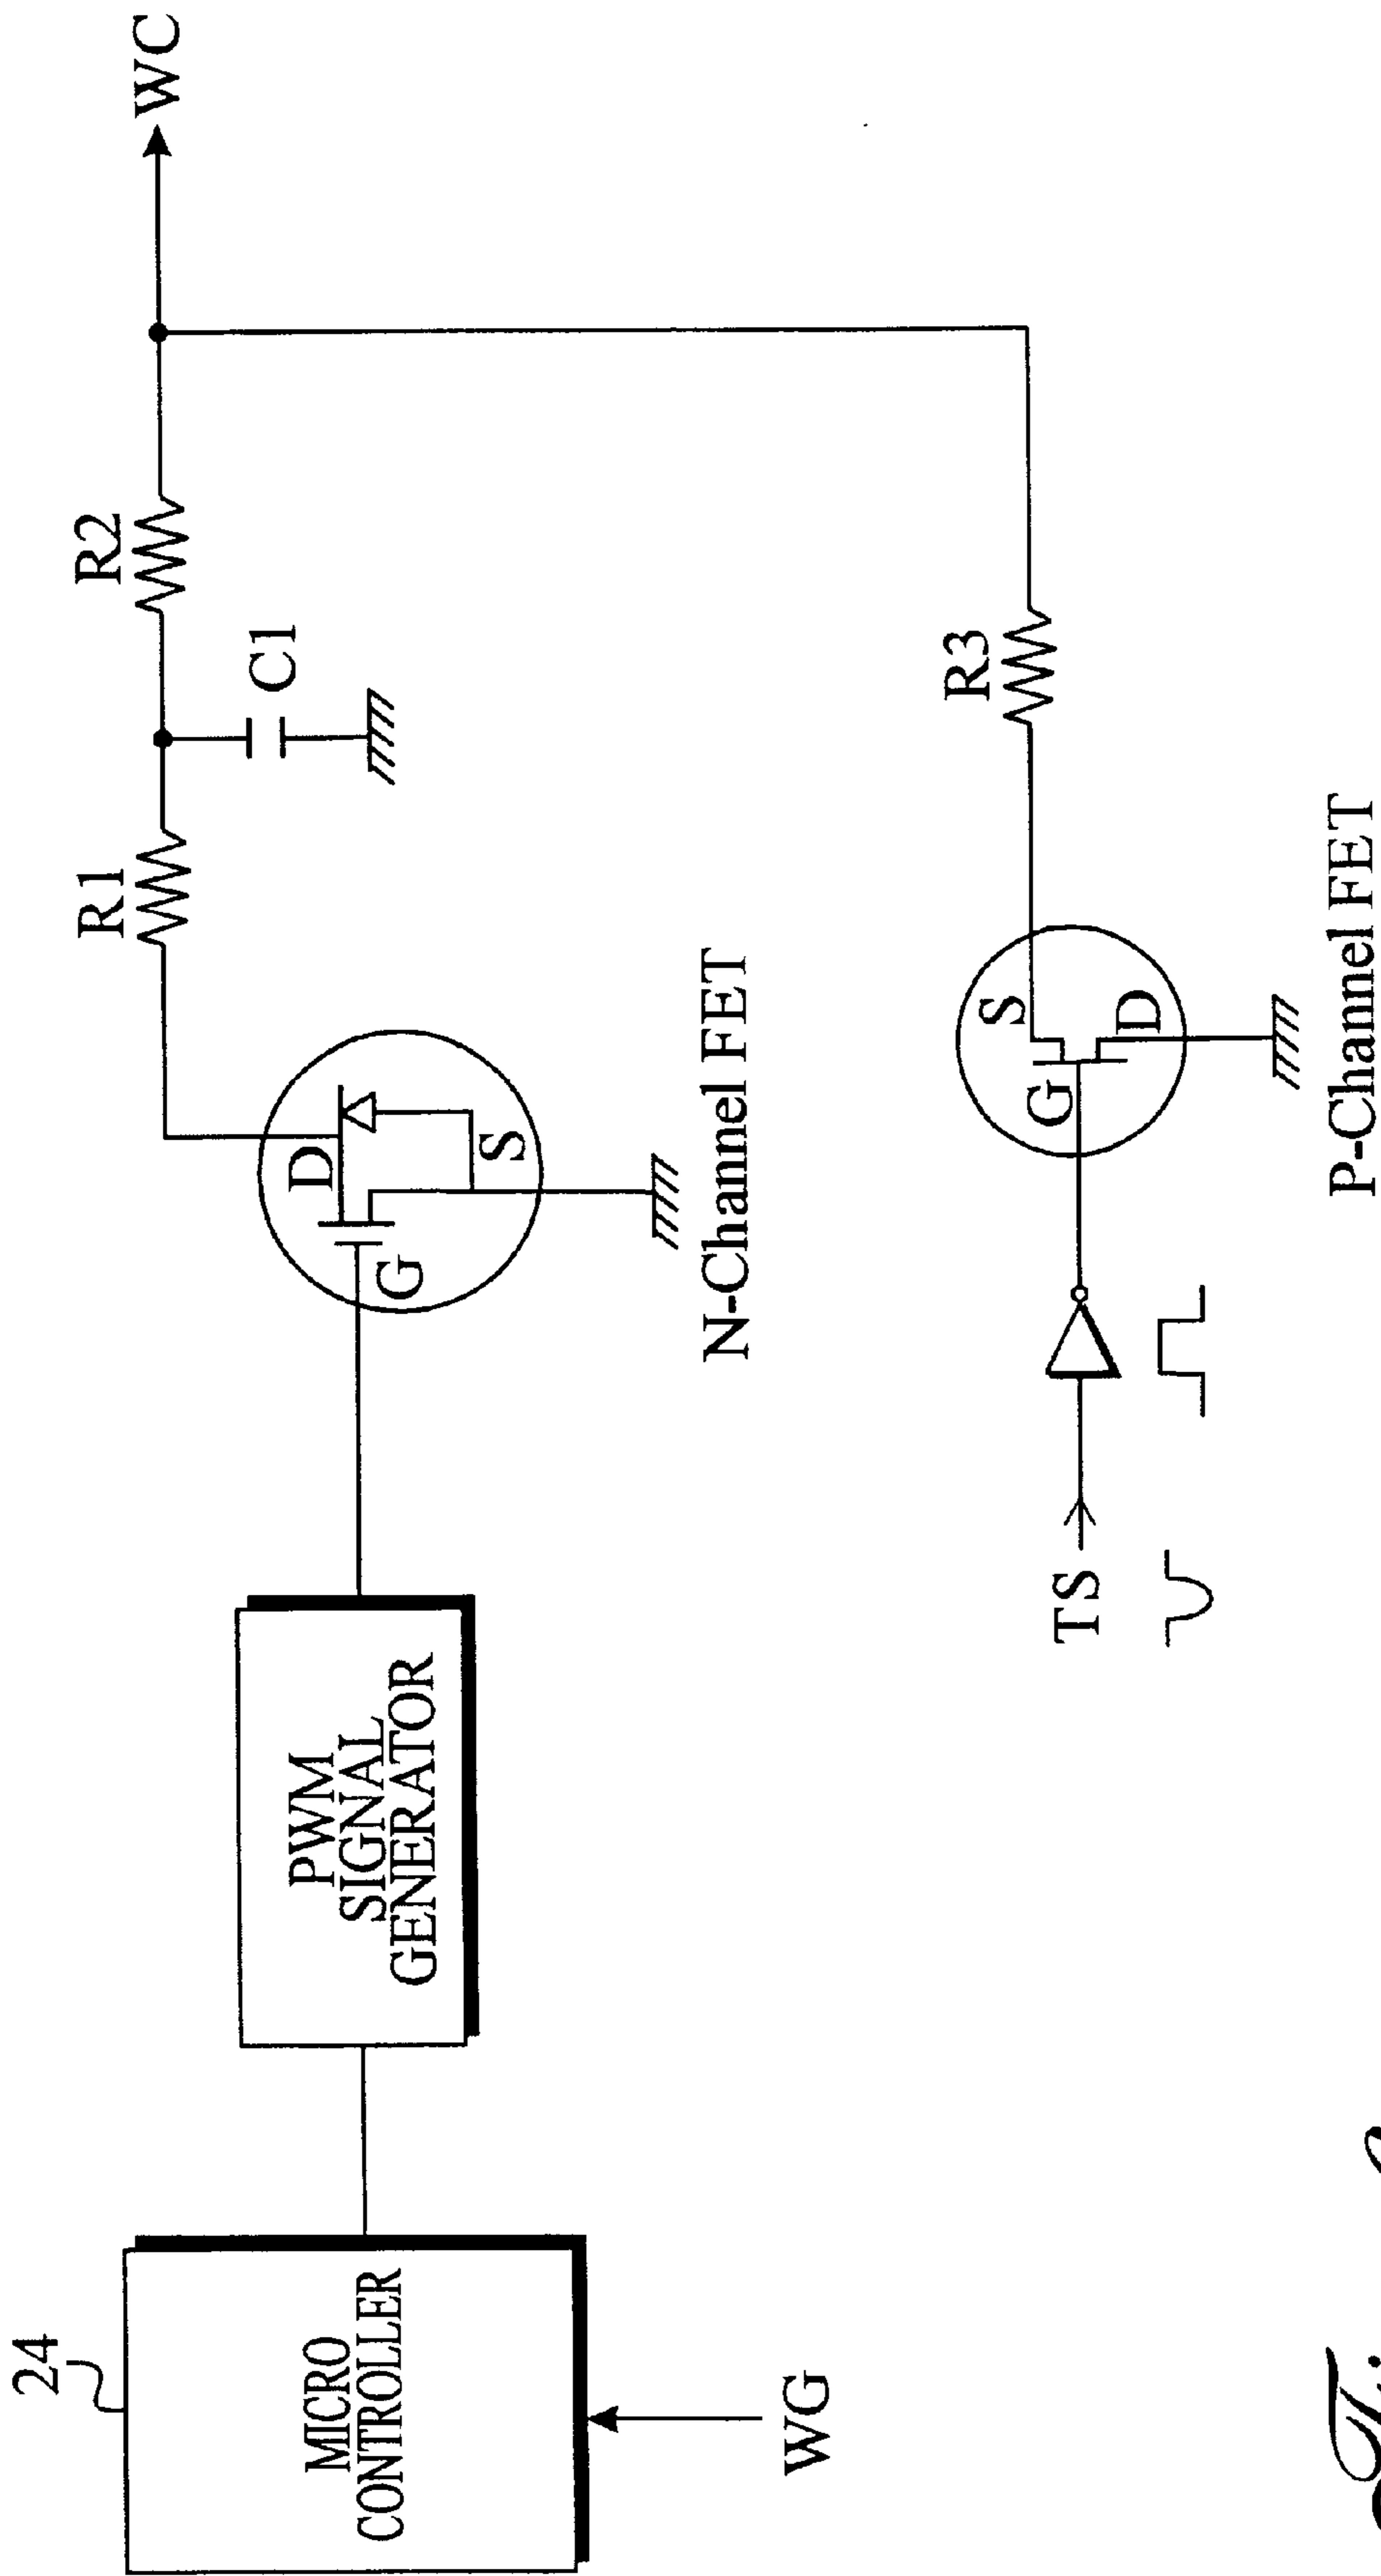 24
MICRO
CONTROLLER
WG
PWM
SIGNAL
GENERATOR
G
D
S
N-Channel FET
R1
C1
R2
WC
TS
G
S
D
P-Channel FET
R3